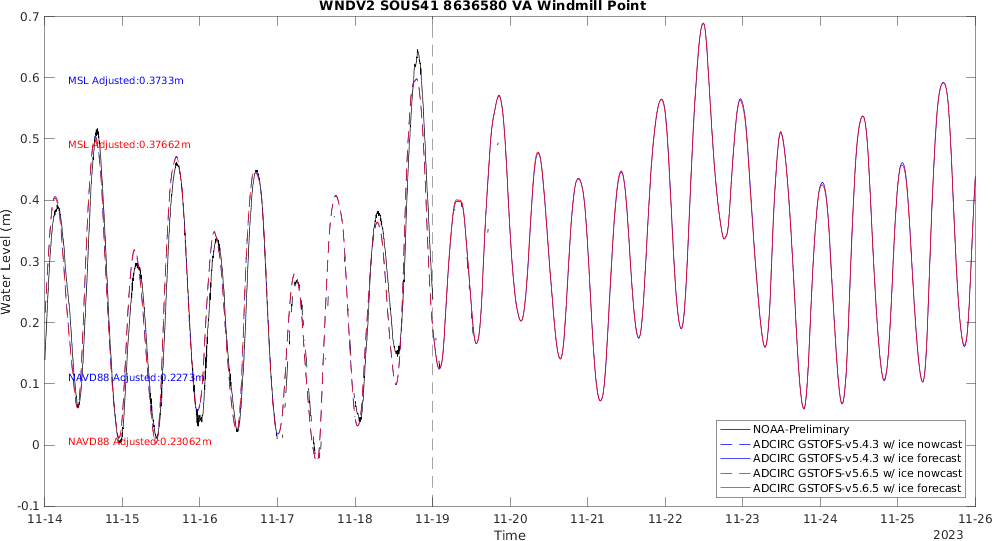 WNDV2 SOUS41 8636580 VA Windmill Point
0.7
0.6
0.5
0.4
0.3
0.2
0.1
0
-0.1
Water Level (m)
MSL Adjusted:0.3733m
MSL Adjusted:0.37662m
NAVD88 Adjusted:0.2273m
NAVD88 Adjusted:0.23062m
NOAA-Preliminary
ADCIRC GSTOFS-v5.4.3 w/ ice nowcast
ADCIRC GSTOFS-v5.4.3 w/ ice forecast
ADCIRC GSTOFS-v5.6.5 w/ ice nowcast
ADCIRC GSTOFS-v5.6.5 w/ ice forecast
11-14 11-15 11-16 11-17 11-18 11-19 11-20 11-21 11-22 11-23 11-24 11-25 11-26
Time
2023